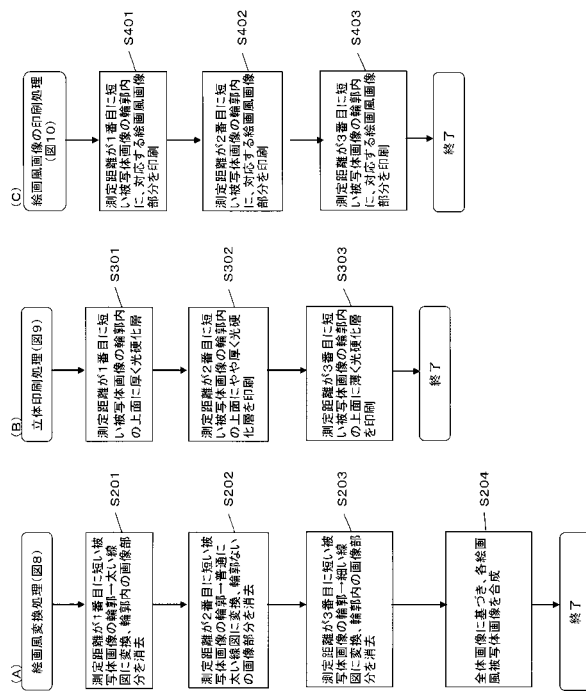 (A)
絵画風変換処理(図8)
測定距離が1番目に短い被
写体画像の輪郭→太い線
図に変換、輪郭内の画像部
分を消去
S201
測定距離が2番目に短い被
写体画像の輪郭→普通に
太い線図に変換、輪郭ない
の画像部分を消去
S202
測定距離が3番目に短い被
写体画像の輪郭→細い線
図に変換、輪郭内の画像部
分を消去
S203
全体画像に基づき、各絵画
風被写体画像を合成
S204
終了
(B)
立体印刷処理(図9)
測定距離が1番目に短
い被写体画像の輪郭内
の上面に厚く光硬化層
を印刷
S301
測定距離が2番目に短
い被写体画像の輪郭内
の上面にやや厚く光硬
化層を印刷
S302
測定距離が3番目に短
い被写体画像の輪郭内
の上面に薄く光硬化層
を印刷
S303
終了
(C)
絵画風画像の印刷処理
(図10)
測定距離が1番目に短
い被写体画像の輪郭内
に、対応する絵画風画像
部分を印刷
S401
測定距離が2番目に短
い被写体画像の輪郭内
に、対応する絵画風画像
部分を印刷
S402
測定距離が3番目に短
い被写体画像の輪郭内
に、対応する絵画風画像
部分を印刷
S403
終了